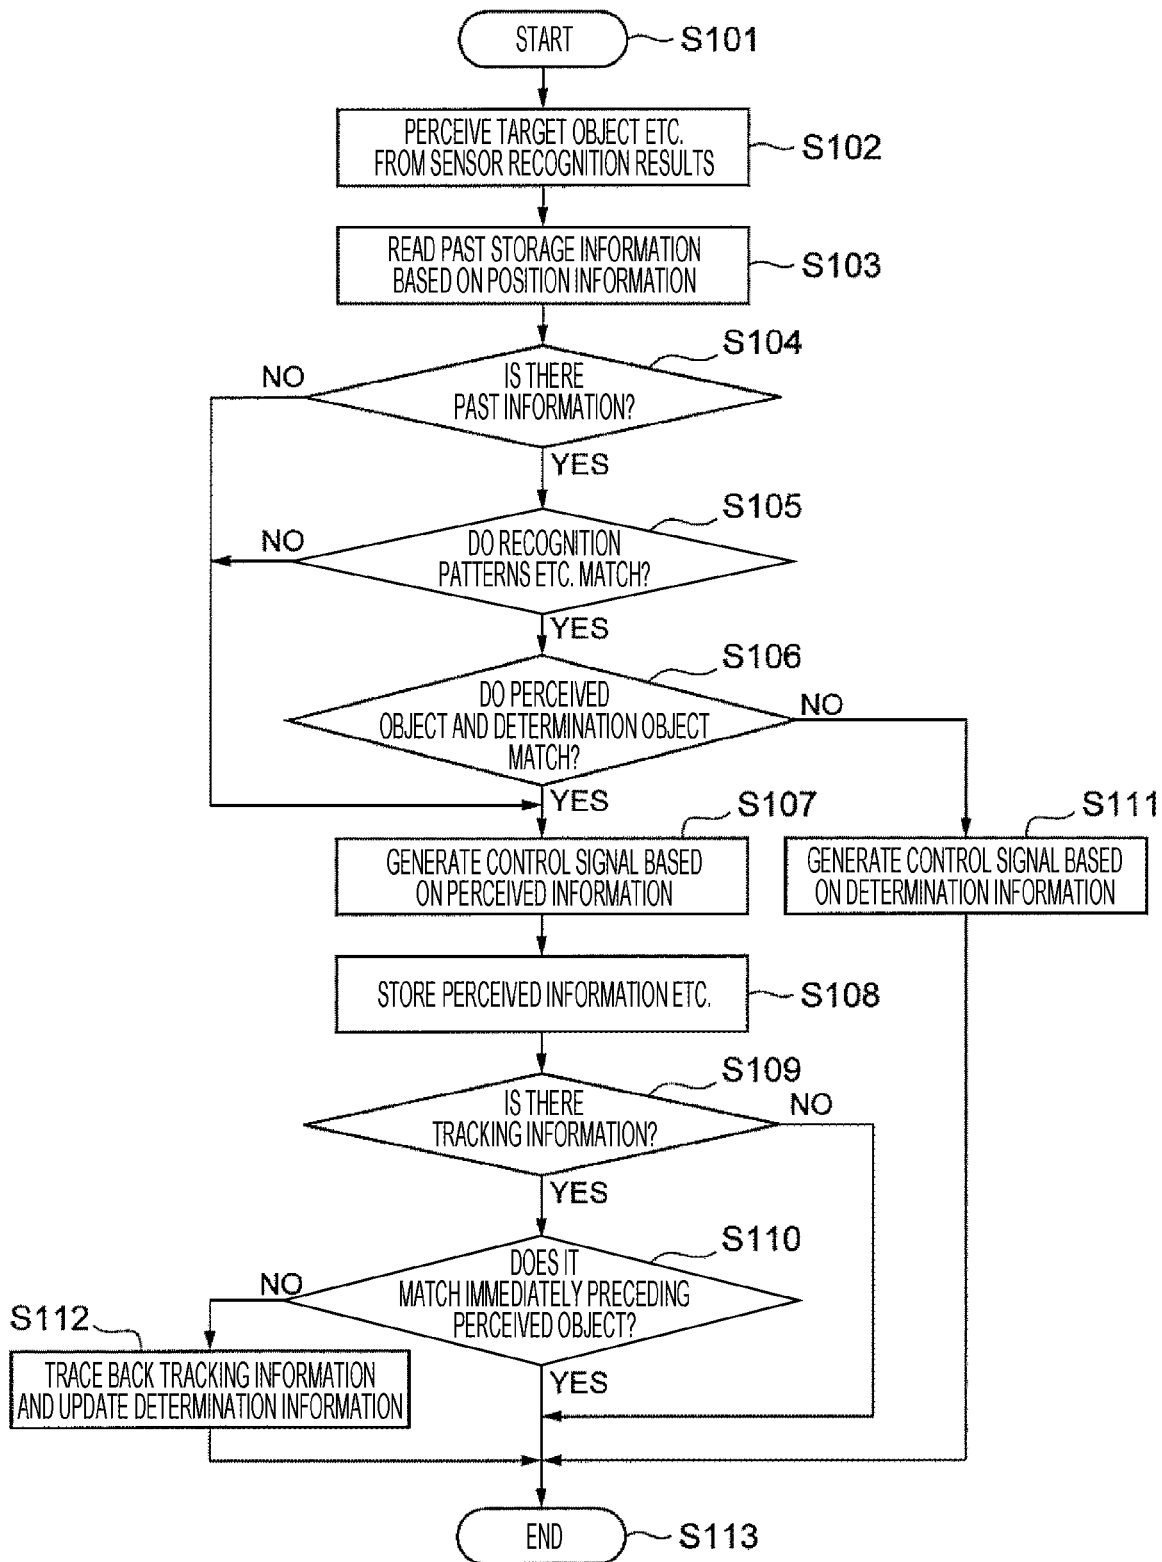 START
S101
PERCEIVE TARGET OBJECT ETC.
FROM SENSOR RECOGNITION RESULTS
S102
READ PAST STORAGE INFORMATION
BASED ON POSITION INFORMATION
S103
S104
NO
IS THERE
PAST INFORMATION?
YES
S105
NO
DO RECOGNITION
PATTERNS ETC. MATCH?
YES
S106
DO PERCEIVED
OBJECT AND DETERMINATION OBJECT
MATCH?
NO
YES
S107
S111
GENERATE CONTROL SIGNAL BASED
ON PERCEIVED INFORMATION
GENERATE CONTROL SIGNAL BASED
ON DETERMINATION INFORMATION
STORE PERCEIVED INFORMATION ETC.
S108
S109
IS THERE
TRACKING INFORMATION?
NO
YES
S110
NO
DOES IT
MATCH IMMEDIATELY PRECEDING
PERCEIVED OBJECT?
S112
YES
TRACE BACK TRACKING INFORMATION
AND UPDATE DETERMINATION INFORMATION
END
S113